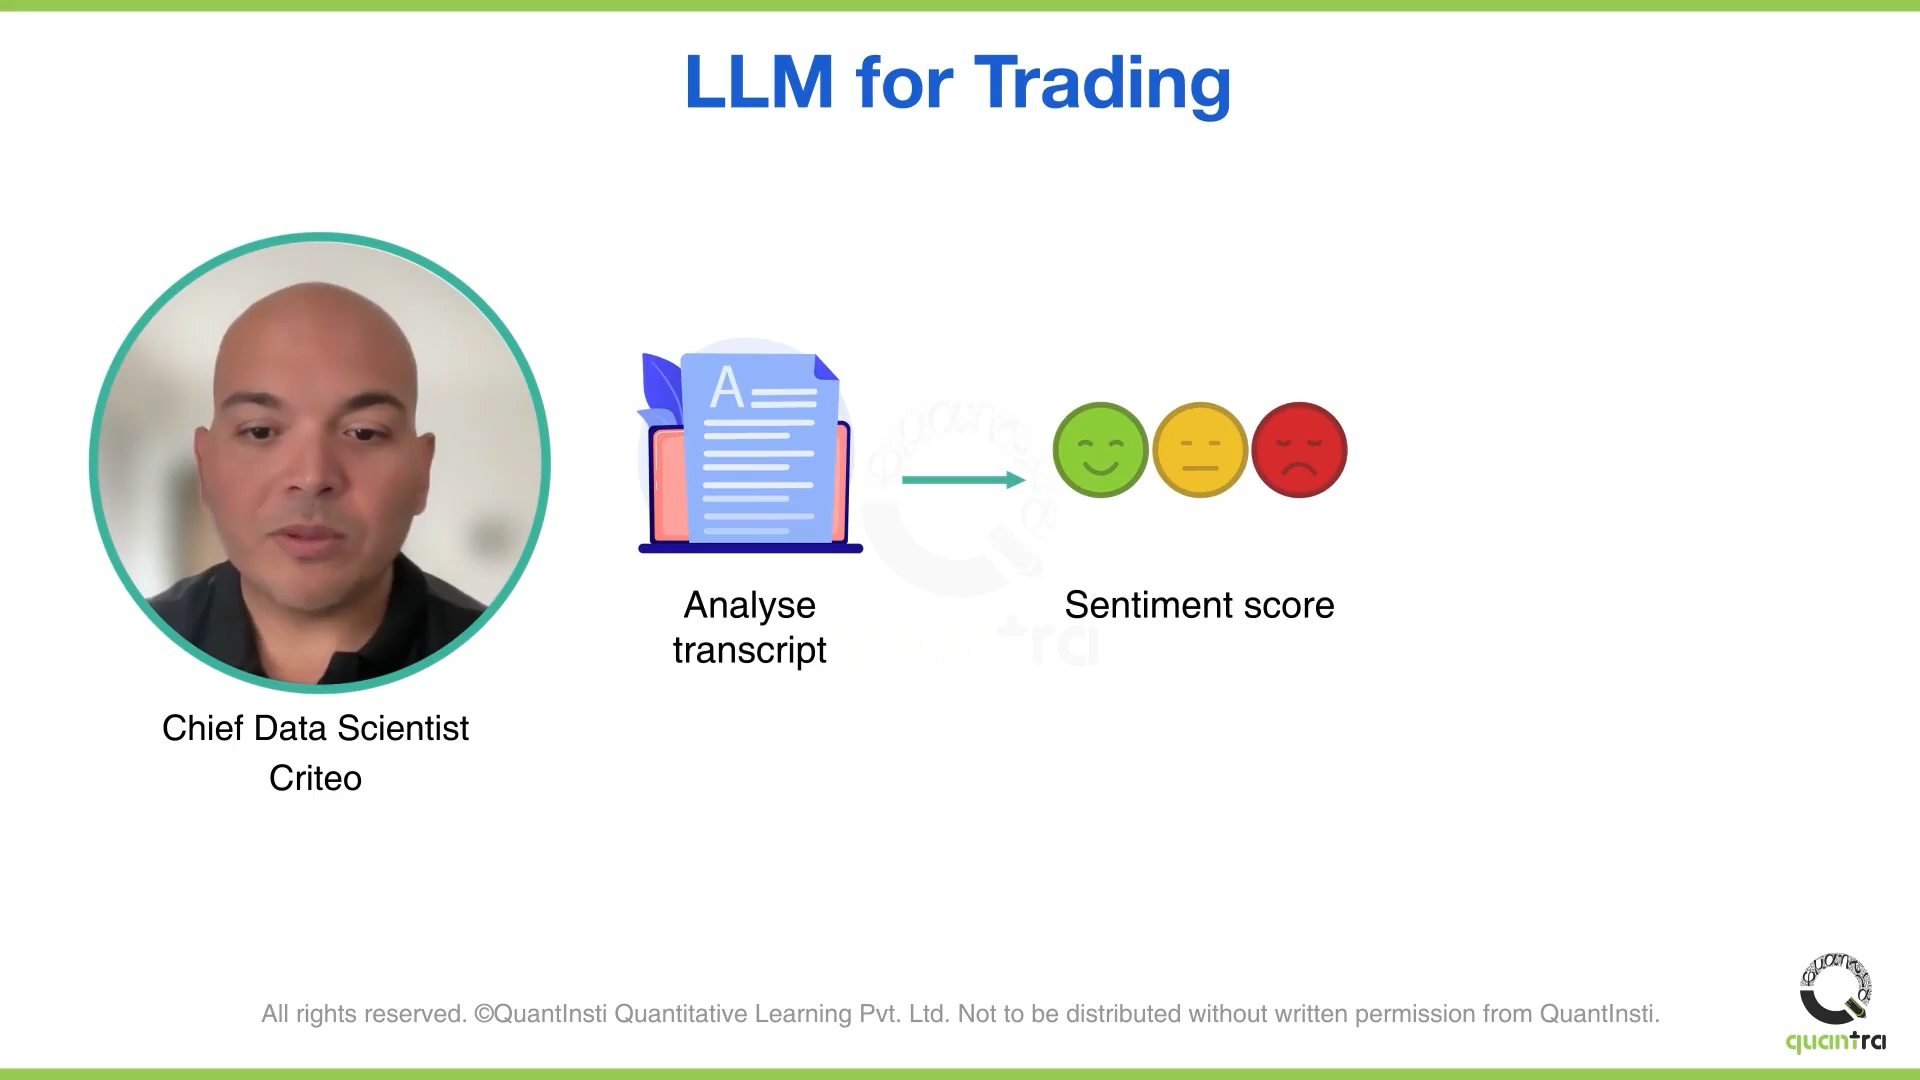 LLM for Trading
A
Analyse
transcript
Sentiment score
Chief Data Scientist
Criteo
quantra
All rights reserved. ©QuantInsti Quantitative Learning Pvt. Ltd. Not to be distributed without written permission from QuantInsti.
quantra